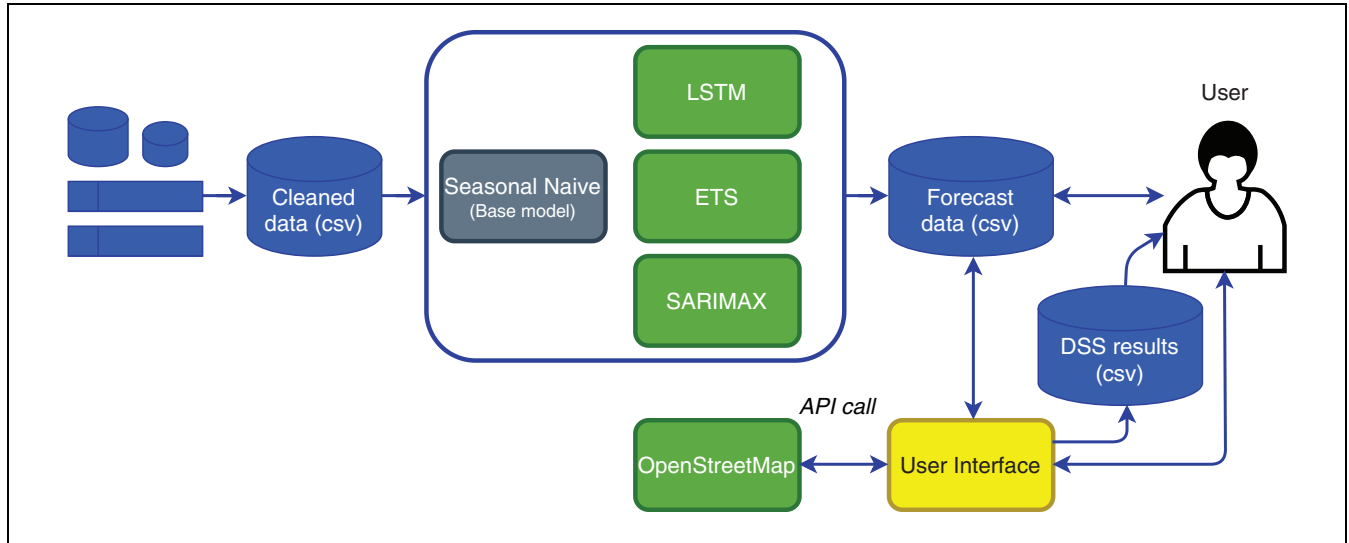 LSTM
User
Seasonal Naive
(Base model)
Cleaned
data (csv)
ETS
Forecast
data (csv)
SARIMAX
DSS results
(csv)
API call
OpenStreetMap
User Interface